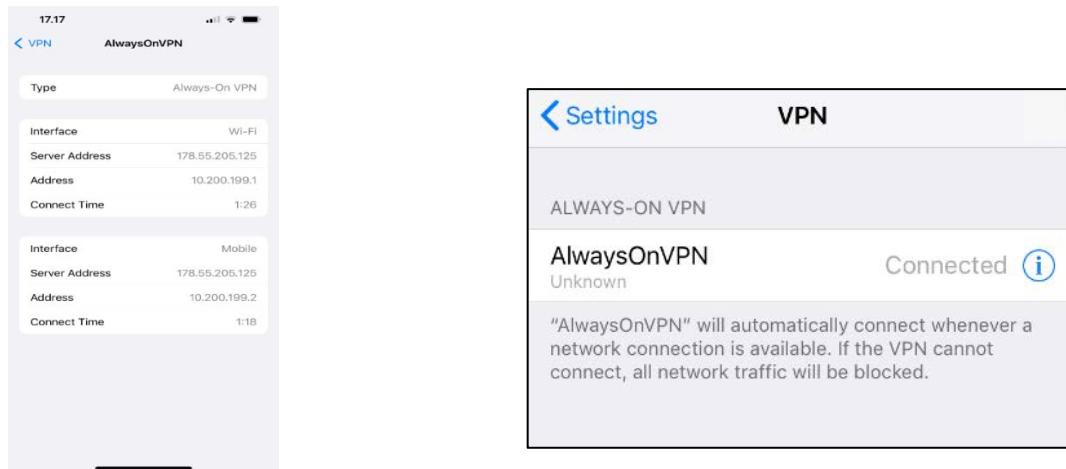 17.17
VPN AlwaysOnVPN
Type Always-On VPN
Interface Wi-Fi
Server Address 178.55.205.125
Address 10.200.199.1
Connect Time 1:26
Interface Mobile
Server Address 178.55.205.125
Address 10.200.199.2
Connect Time 1:18
Settings VPN
ALWAYS-ON VPN
AlwaysOnVPN Connected
Unknown
“AlwaysOnVPN” will automatically connect whenever a
network connection is available. If the VPN cannot
connect, all network traffic will be blocked.